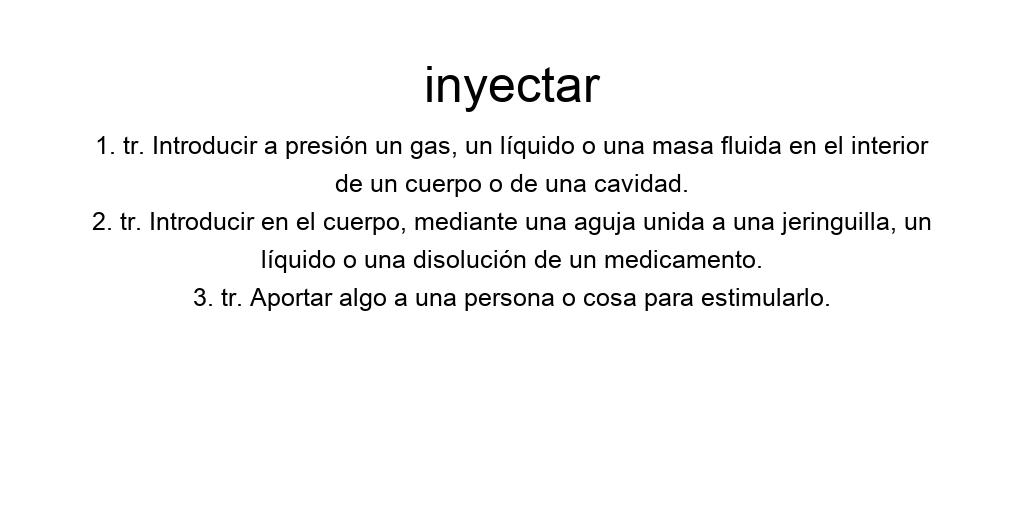 inyectar
1. tr. Introducir a presión un gas, un líquido o una masa fluida en el interior
de un cuerpo o de una cavidad.
2. tr. Introducir en el cuerpo, mediante una aguja unida a una jeringuilla, un
líquido o una disolución de un medicamento.
3. tr. Aportar algo a una persona o cosa para estimularlo.